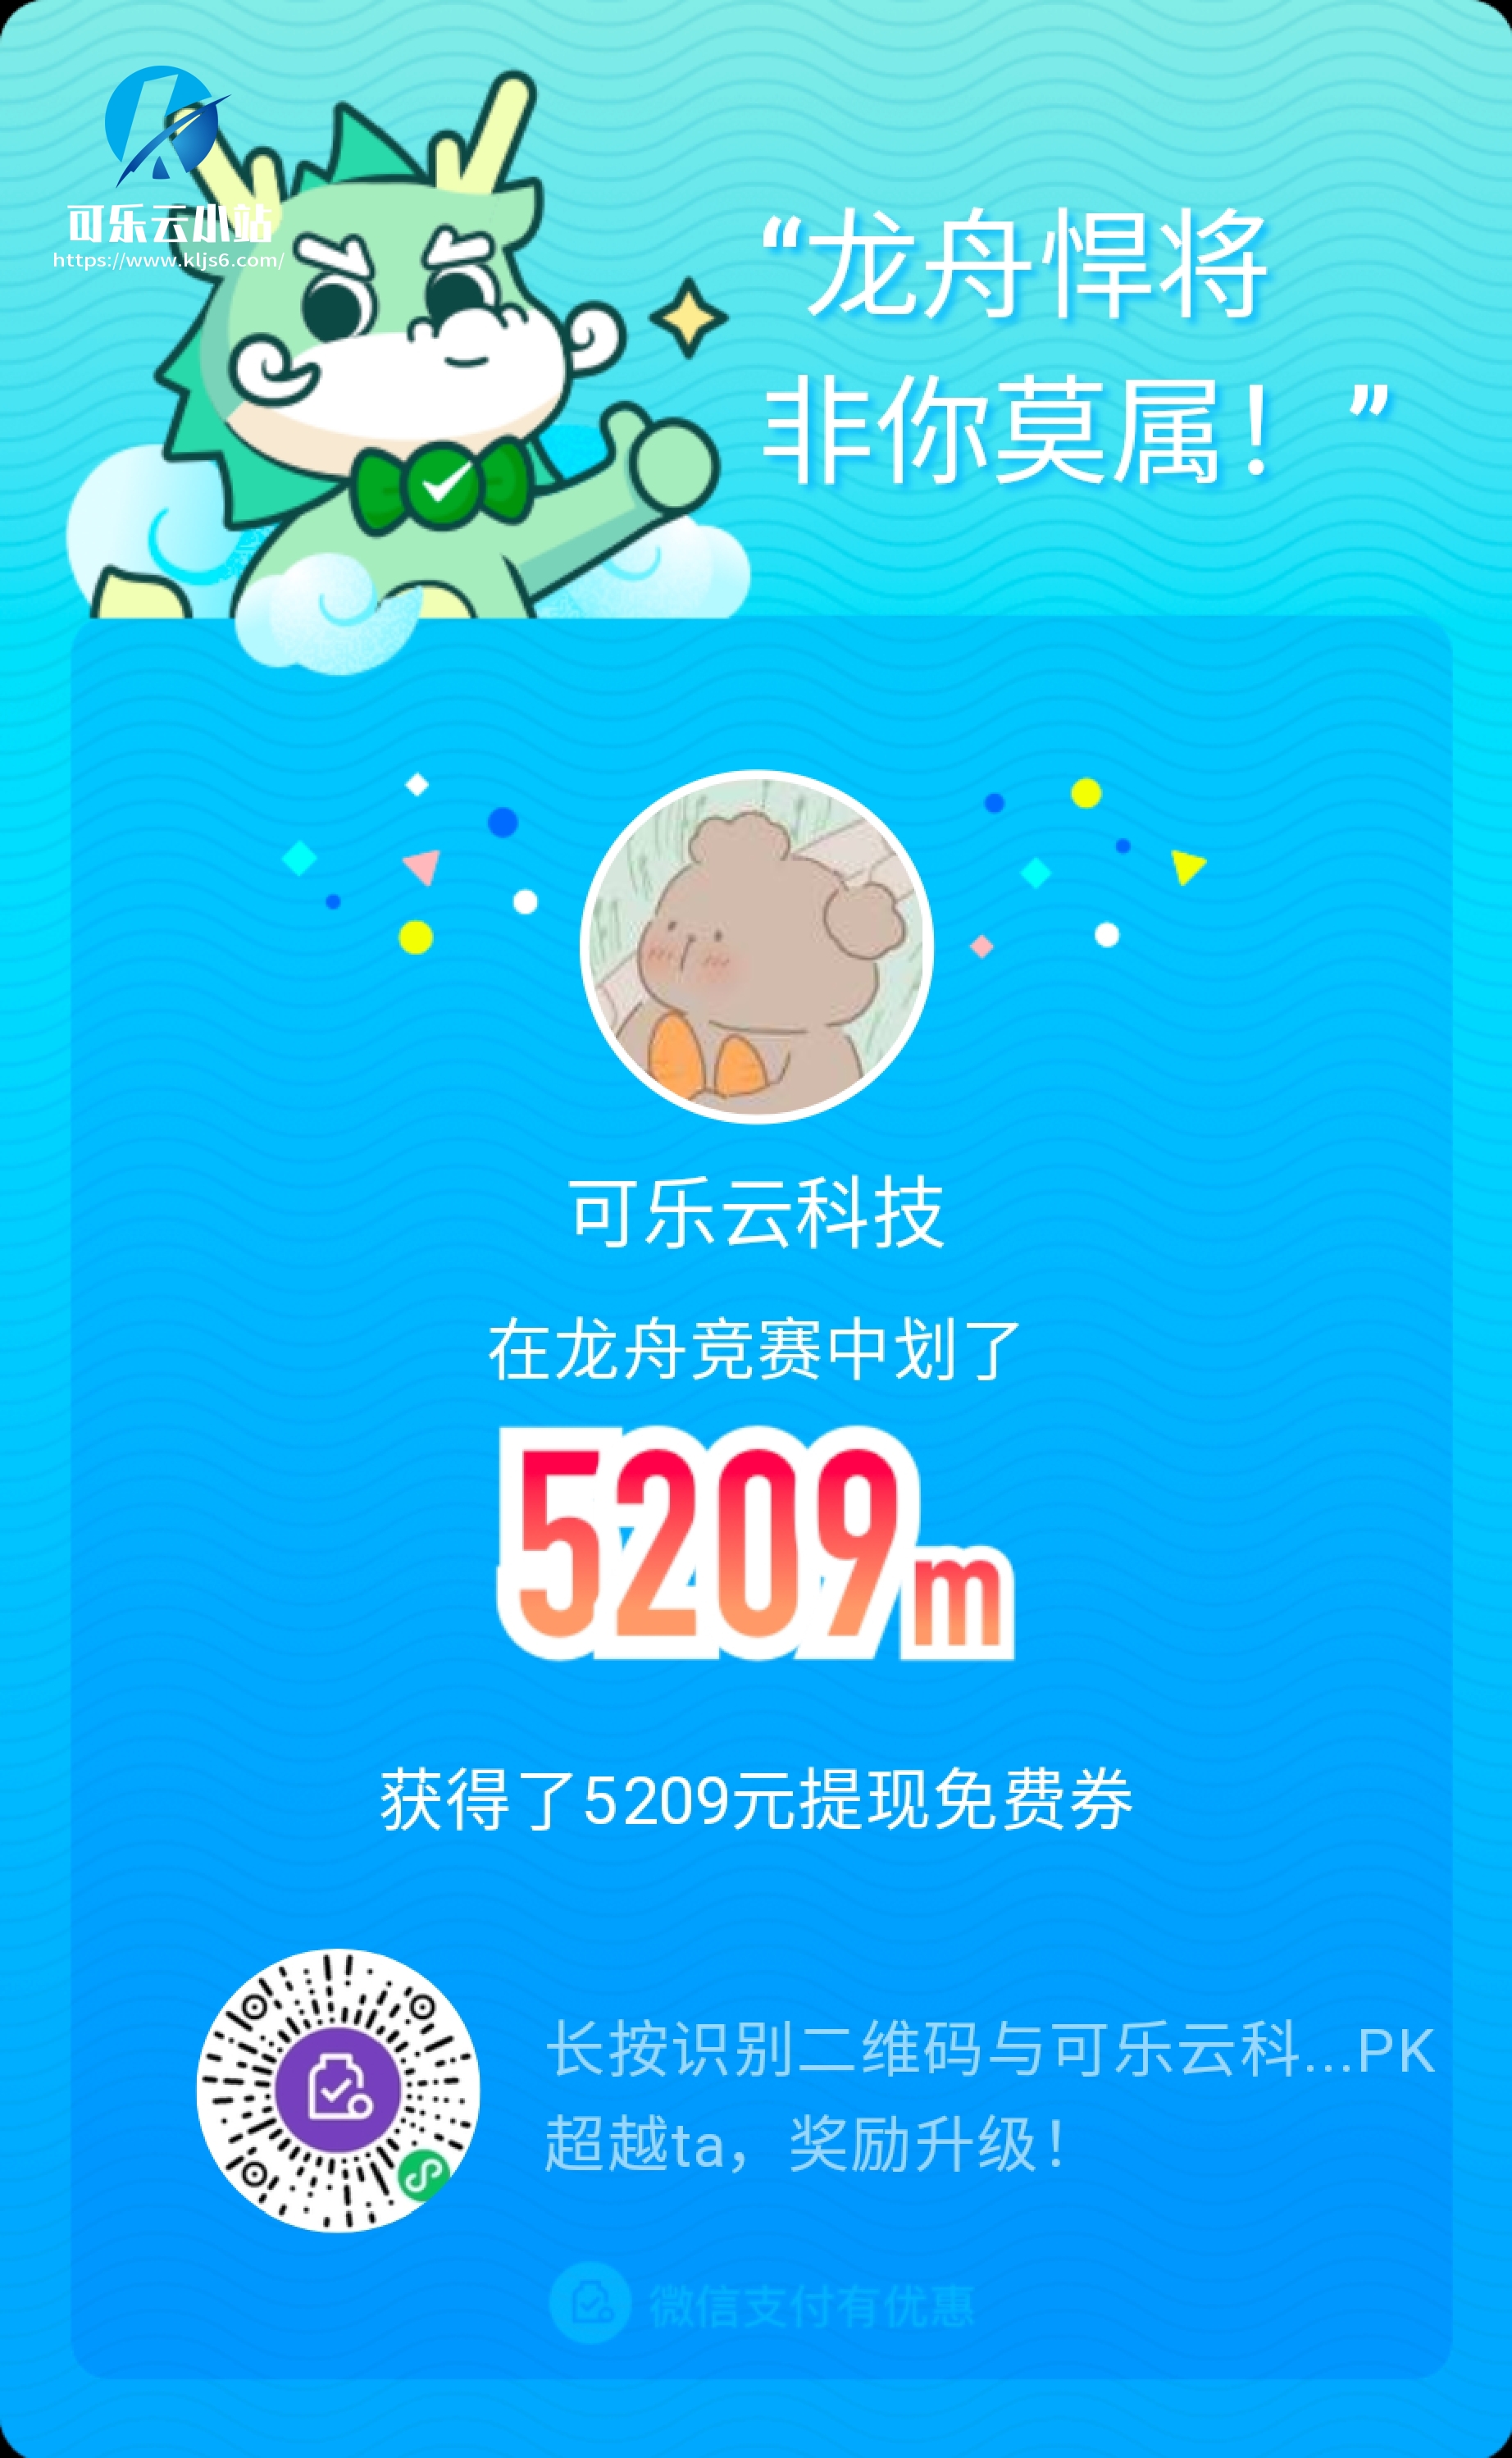 可乐云小站
https://www.kljs6.com/
“龙舟悍将
非你莫属！”
可乐云科技
在龙舟竞赛中划了
5209m
获得了5209元提现免费券
长按识别二维码与可乐云科...PK
超越ta，奖励升级！
微信支付有优惠